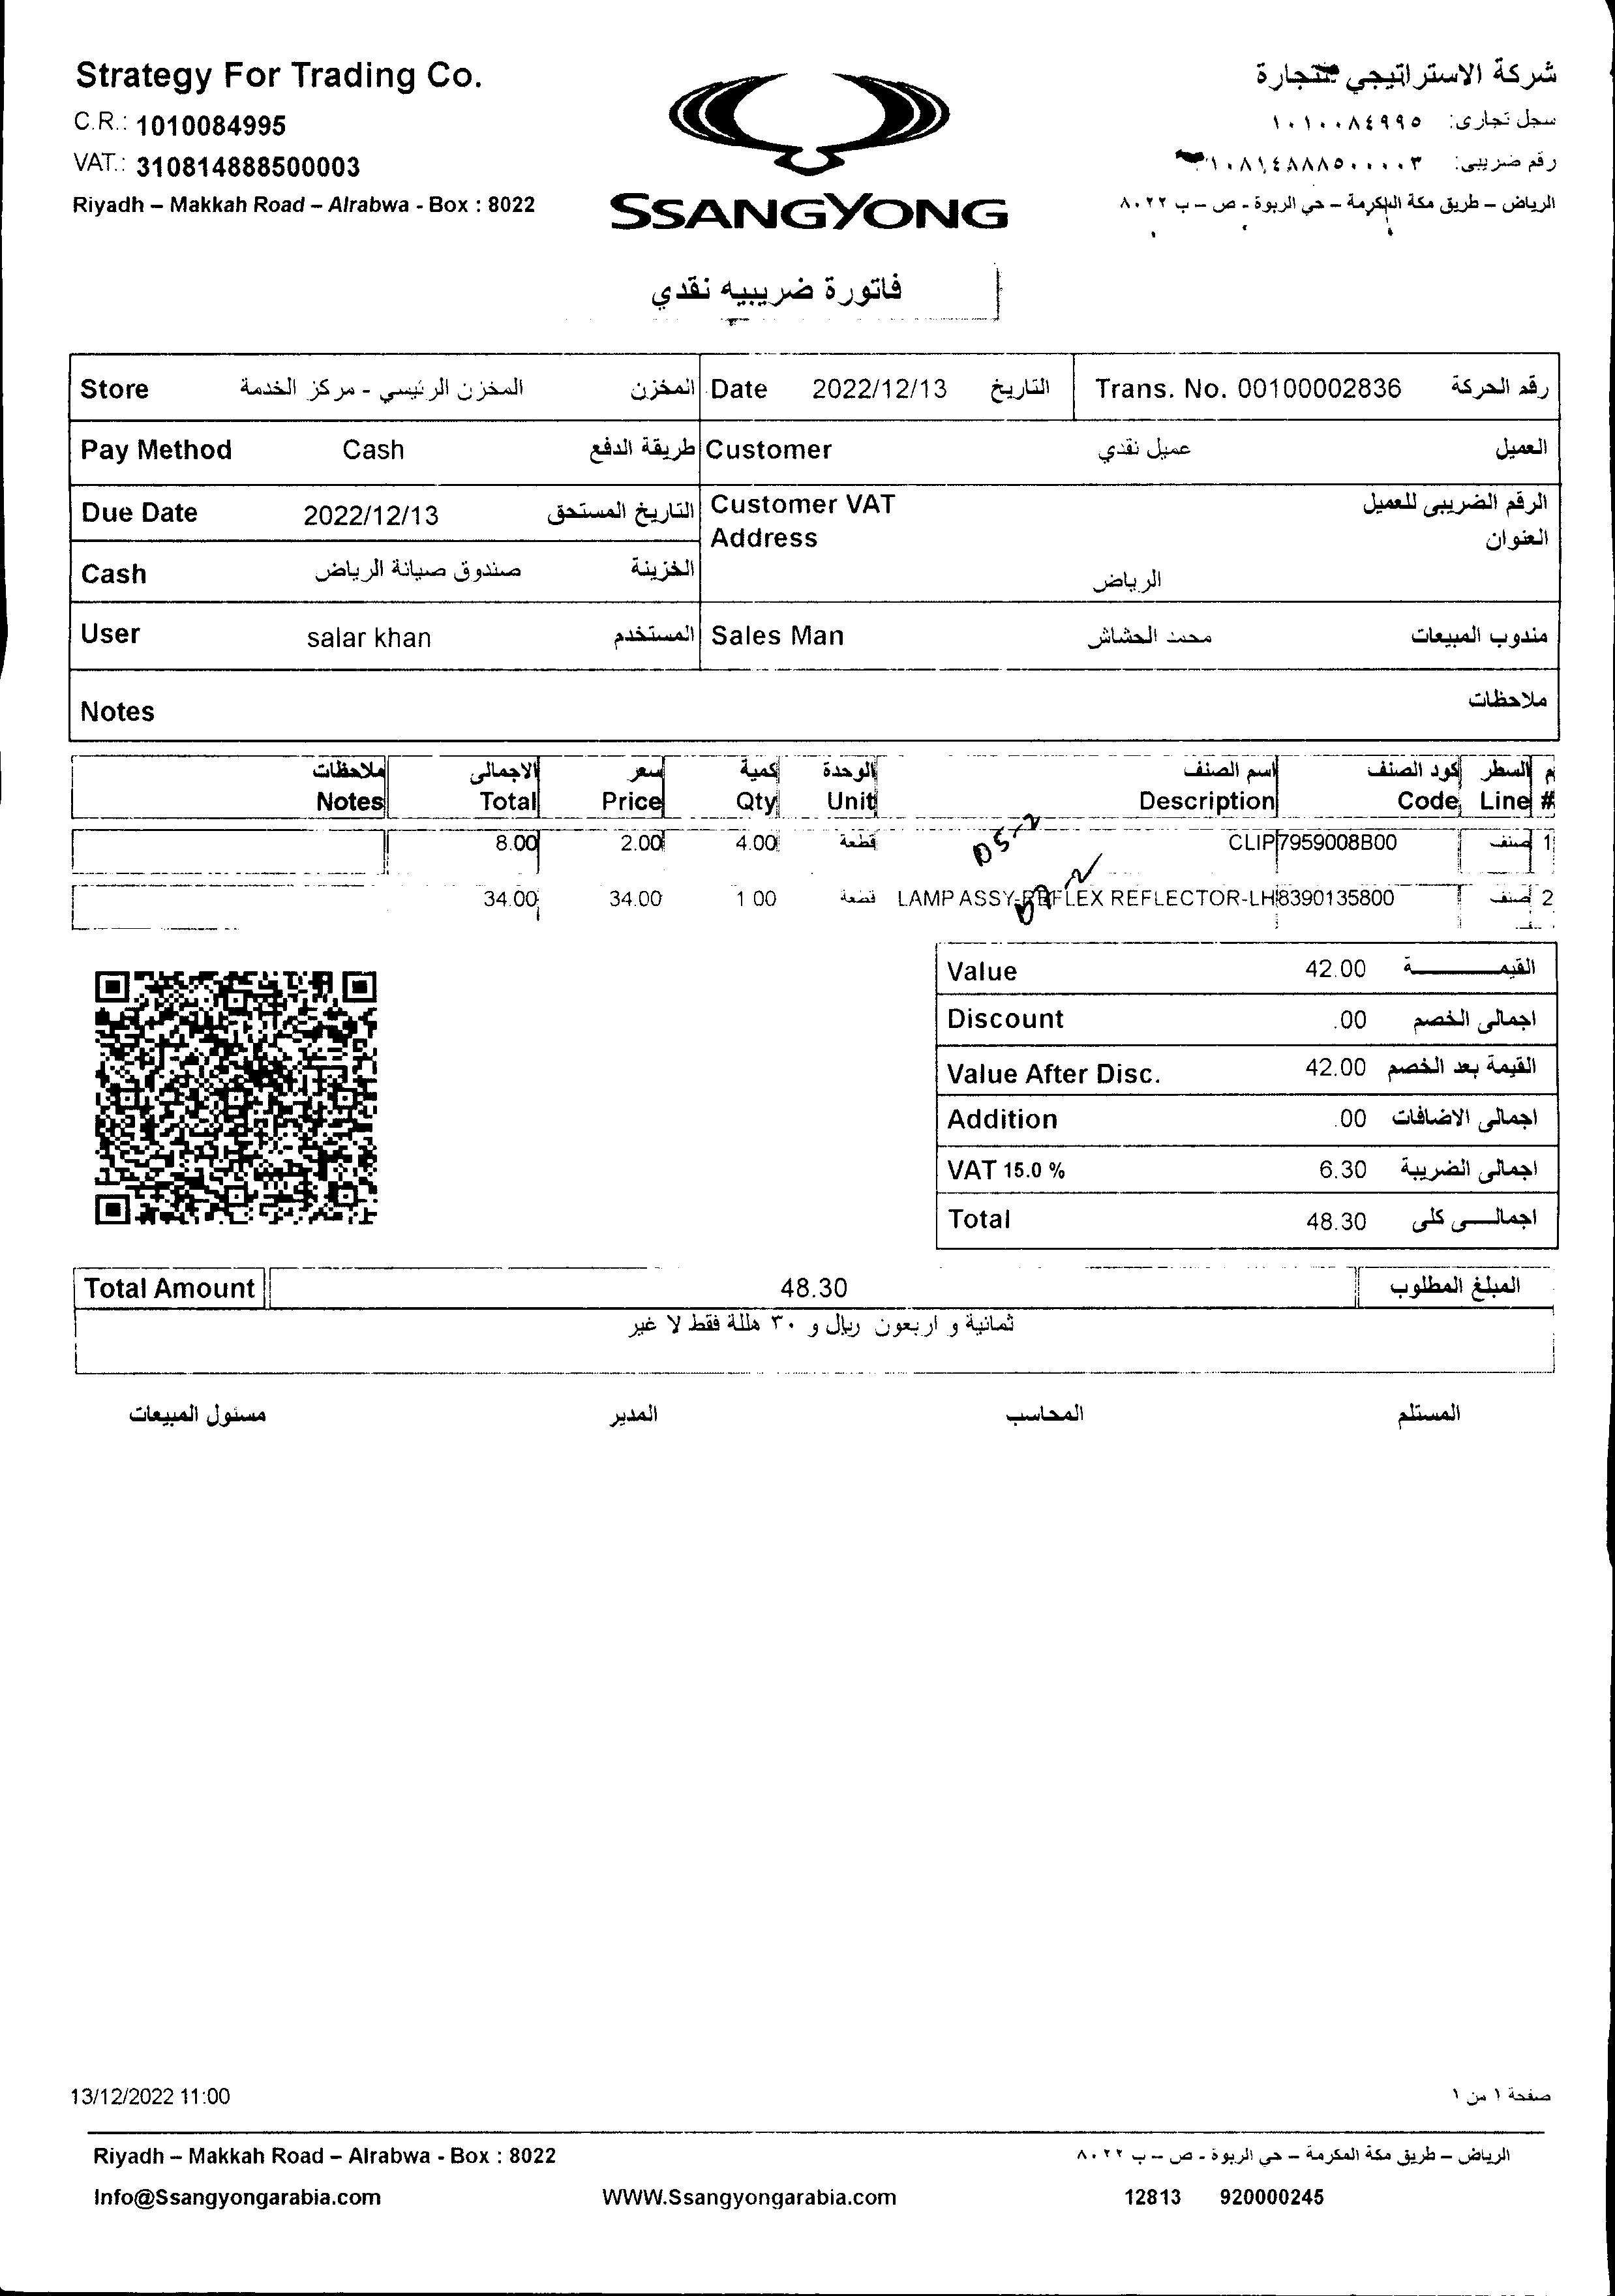 Strategy For Trading Co.
C.R.: 1010084995
VAT.: 310814888500003
Riyadh – Makkah Road – Alrabwa - Box : 8022
SSANGYONG
شركة الاستراتيجي للتجارة
سجل تجارى: ١٠١٠٠٨٤٩٩٥
رقم ضريبى: ٣١٠٨١٤٨٨٨٥٠٠٠٠٣
الرياض – طريق مكة المكرمة – حي الربوة - ص – ب ٨٠٢٢
فاتورة ضريبيه نقدي
Store المخزن الرئيسي - مركز الخدمة المخزن Date 2022/12/13 التاريخ Trans. No. 00100002836 رقم الحركة
Pay Method Cash طريقة الدفع Customer عميل نقدي العميل
Due Date 2022/12/13 التاريخ المستحق Customer VAT الرقم الضريبى للعميل
Address العنوان
Cash صندوق صيانة الرياض الخزينة الرياض
User salar khan المستخدم Sales Man محمد الحشاش مندوب المبيعات
Notes ملاحظات
ملاحظات الاجمالى سعر كمية الوحدة اسم الصنف كود الصنف السطر م
Notes Total Price Qty Unit Description Code Line #
8.00 2.00 4.00 قطعة CLIP 7959008B00 صنف 1
DS-2
34.00 34.00 1 00 قطعة LAMP ASSY-REFLEX REFLECTOR-LH 8390135800 صنف 2
Value 42.00 القيمـــــــة
Discount .00 اجمالى الخصم
Value After Disc. 42.00 القيمة بعد الخصم
Addition .00 اجمالى الاضافات
VAT 15.0 % 6.30 اجمالى الضريبة
Total 48.30 اجمالـــى كلى
Total Amount 48.30 المبلغ المطلوب
ثمانية و اربعون ريال و ٣٠ هللة فقط لا غير
مسئول المبيعات المدير المحاسب المستلم
13/12/2022 11:00 صفحة ١ من ١
Riyadh – Makkah Road – Alrabwa - Box : 8022 الرياض – طريق مكة المكرمة – حي الربوة - ص – ب ٨٠٢٢
Info@Ssangyongarabia.com WWW.Ssangyongarabia.com 12813 920000245